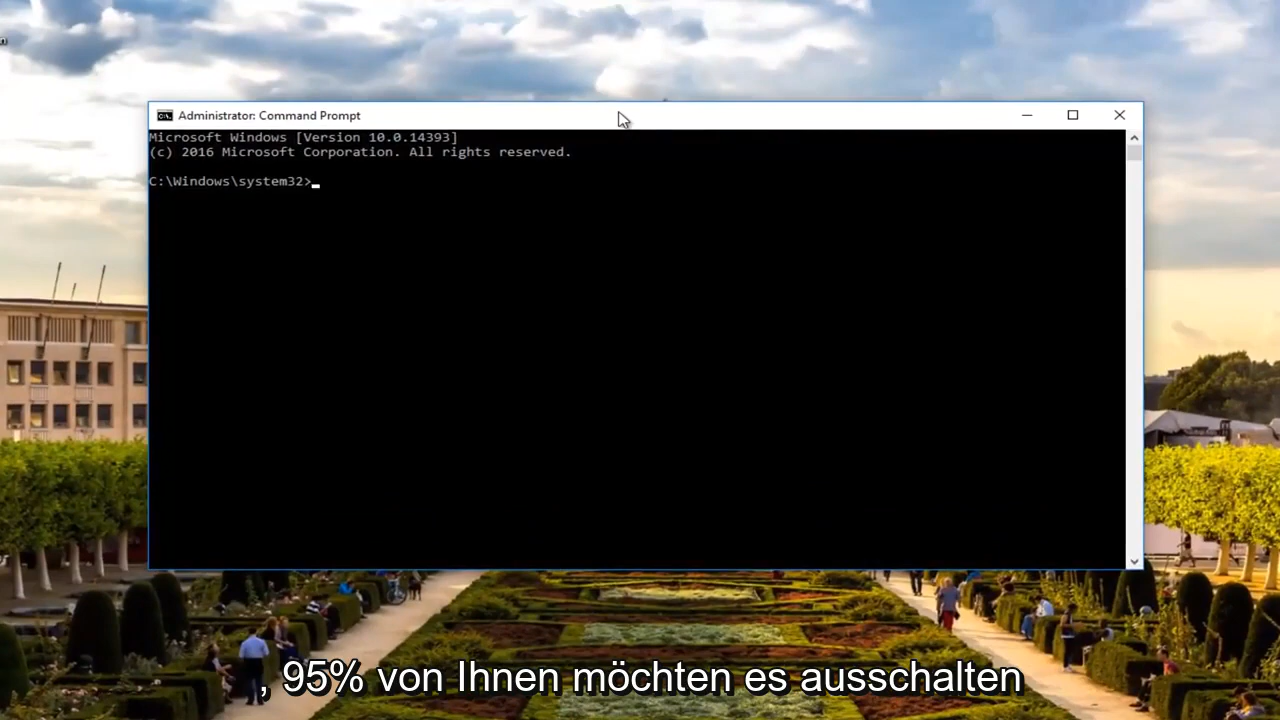 n
Administrator: Command Prompt
Microsoft Windows [Version 10.0.14393]
(c) 2016 Microsoft Corporation. All rights reserved.
C:\Windows\system32>
, 95% von Ihnen möchten es ausschalten